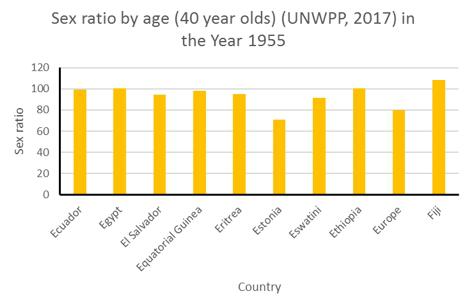 Sex ratio by age (40 year olds) (UNWPP, 2017) in
the Year 1955
120
100
80
60
40
20
0
Sex ratio
Ecuador
Egypt
El Salvador
Equatorial Guinea
Eritrea
Estonia
Eswatini
Ethiopia
Europe
Fiji
Country